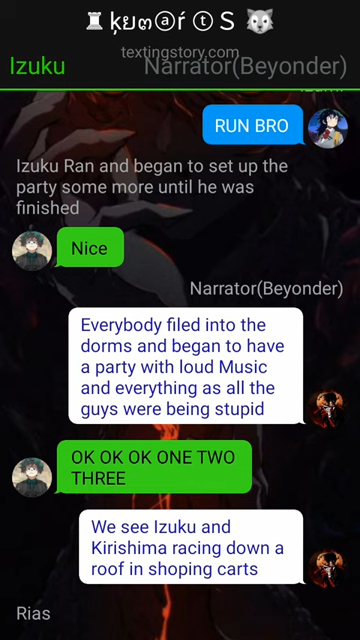 ♜ ķყ๓ⓐŕ ⓣ S 🐺
textingstory.com
Izuku Narrator(Beyonder)
RUN BRO
Izuku Ran and began to set up the
party some more until he was
finished
Nice
Narrator(Beyonder)
Everybody filed into the
dorms and began to have
a party with loud Music
and everything as all the
guys were being stupid
OK OK OK ONE TWO
THREE
We see Izuku and
Kirishima racing down a
roof in shoping carts
Rias